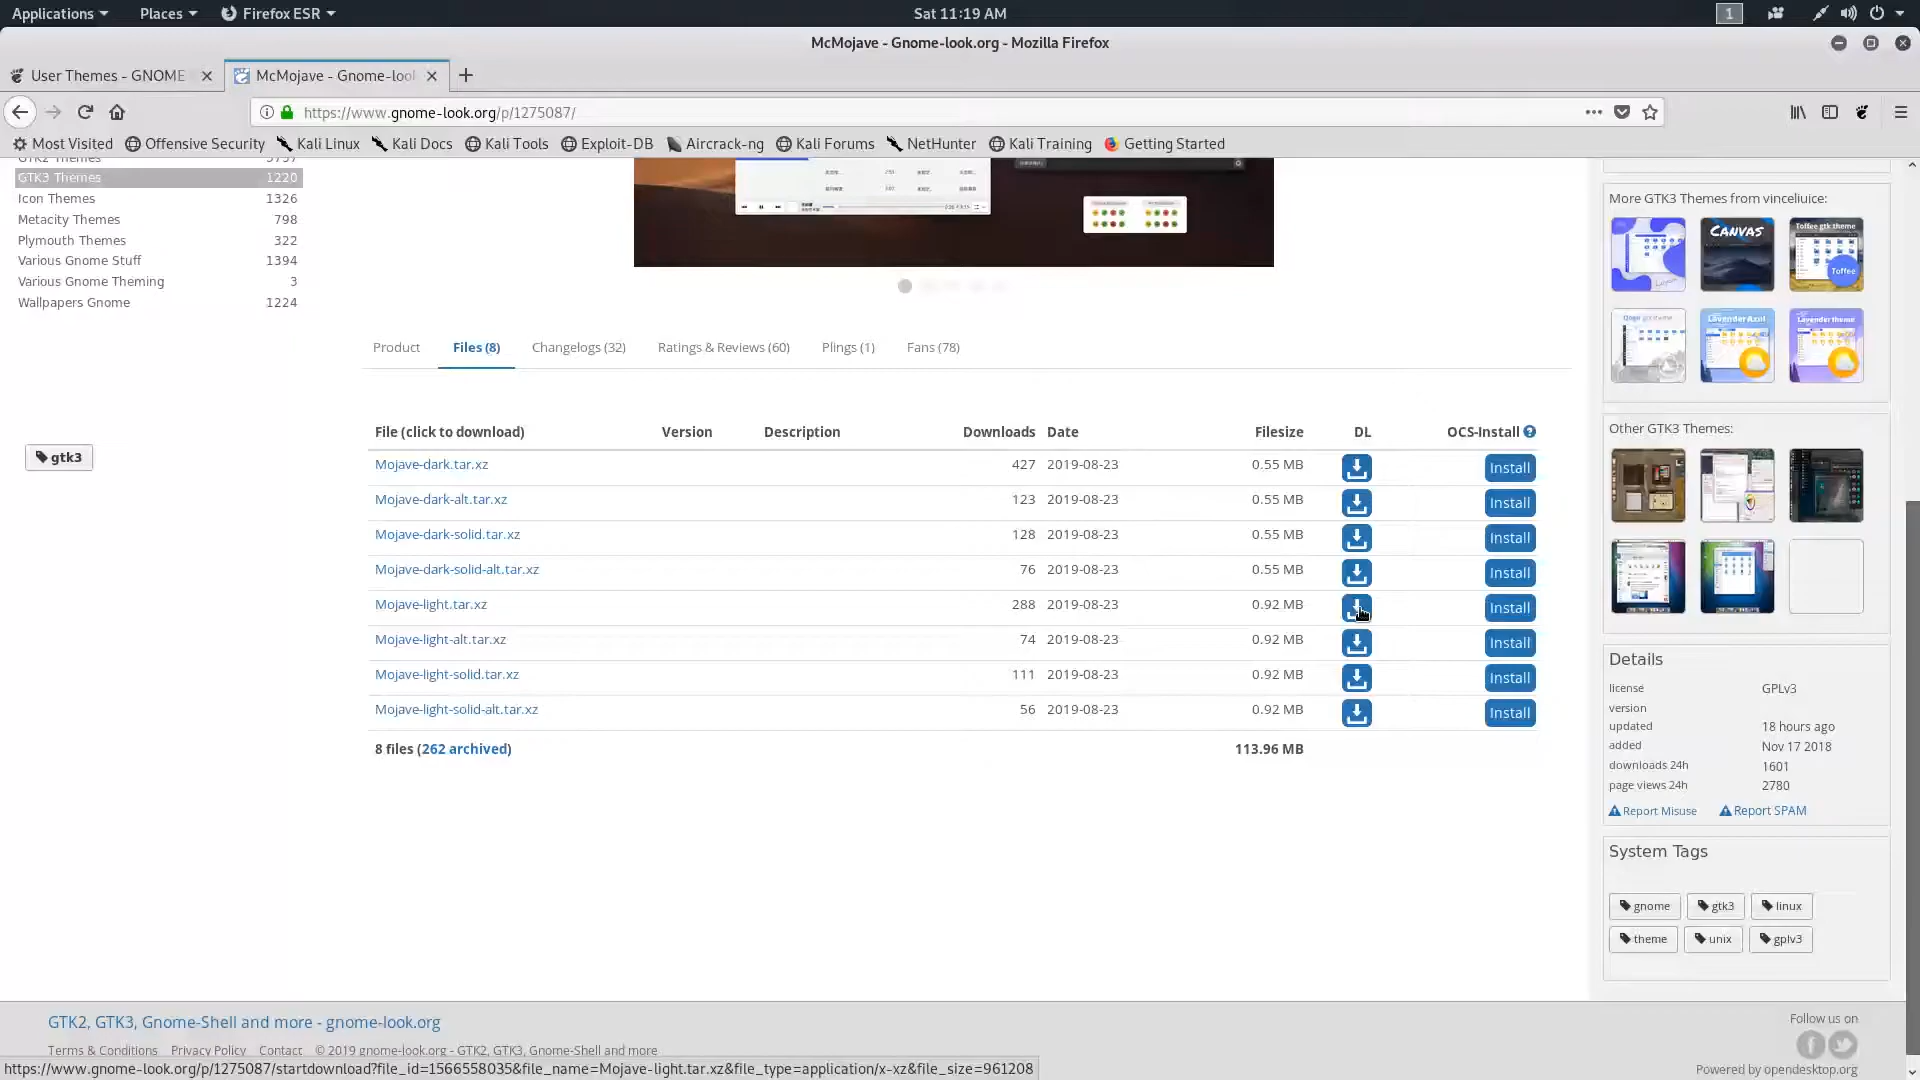 Applications Places Firefox ESR Sat 11:19 AM 1
McMojave - Gnome-look.org - Mozilla Firefox
User Themes - GNOME McMojave - Gnome-look
https://www.gnome-look.org/p/1275087/
Most Visited Offensive Security Kali Linux Kali Docs Kali Tools Exploit-DB Aircrack-ng Kali Forums NetHunter Kali Training Getting Started
GTK2 Themes 3737
GTK3 Themes 1220
Icon Themes 1326
Metacity Themes 798
Plymouth Themes 322
Various Gnome Stuff 1394
Various Gnome Theming 3
Wallpapers Gnome 1224
gtk3
Product Files (8) Changelogs (32) Ratings & Reviews (60) Plings (1) Fans (78)
File (click to download) Version Description Downloads Date Filesize DL OCS-Install
Mojave-dark.tar.xz 427 2019-08-23 0.55 MB Install
Mojave-dark-alt.tar.xz 123 2019-08-23 0.55 MB Install
Mojave-dark-solid.tar.xz 128 2019-08-23 0.55 MB Install
Mojave-dark-solid-alt.tar.xz 76 2019-08-23 0.55 MB Install
Mojave-light.tar.xz 288 2019-08-23 0.92 MB Install
Mojave-light-alt.tar.xz 74 2019-08-23 0.92 MB Install
Mojave-light-solid.tar.xz 111 2019-08-23 0.92 MB Install
Mojave-light-solid-alt.tar.xz 56 2019-08-23 0.92 MB Install
8 files (262 archived) 113.96 MB
More GTK3 Themes from vinceliuice:
CANVAS
Toffee gtk theme
Toffee
Lavender theme
Other GTK3 Themes:
Details
license GPLv3
version
updated 18 hours ago
added Nov 17 2018
downloads 24h 1601
page views 24h 2780
Report Misuse Report SPAM
System Tags
gnome gtk3 linux
theme unix gplv3
GTK2, GTK3, Gnome-Shell and more - gnome-look.org
Follow us on
Terms & Conditions Privacy Policy Contact © 2019 gnome-look.org - GTK2, GTK3, Gnome-Shell and more
https://www.gnome-look.org/p/1275087/startdownload?file_id=1566558035&file_name=Mojave-light.tar.xz&file_type=application/x-xz&file_size=961208
Powered by opendesktop.org